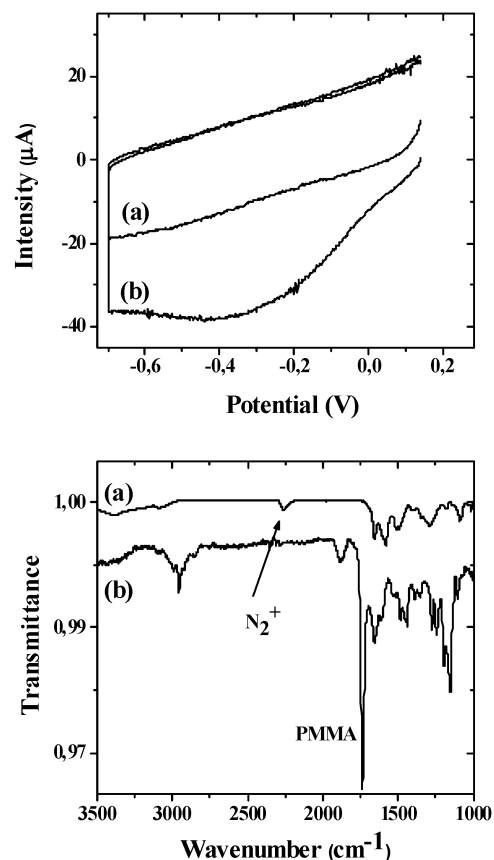 20
0
-20
-40
Intensity (μA)
(a)
(b)
-0,6 -0,4 -0,2 0,0 0,2
Potential (V)
1,00
0,99
0,97
Transmittance
(a)
(b)
N2+
PMMA
3500 3000 2500 2000 1500 1000
Wavenumber (cm-1)